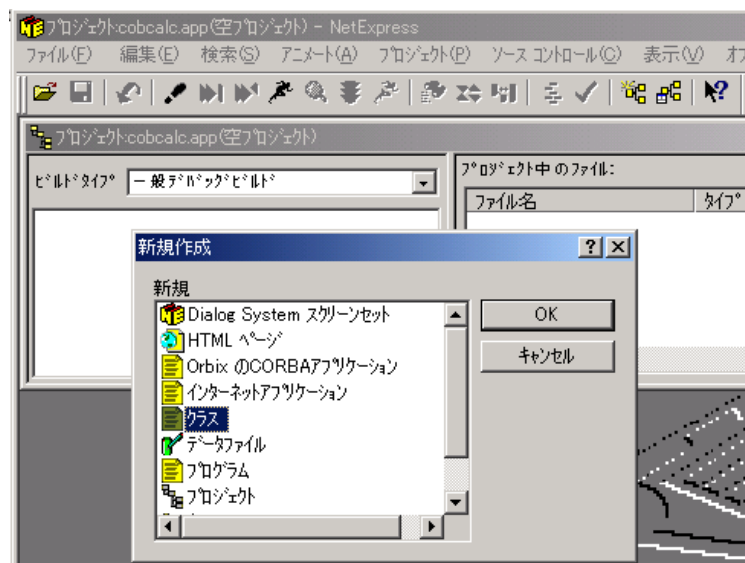 ﾌﾟﾛｼﾞｪｸﾄ:cobcalc.app(空ﾌﾟﾛｼﾞｪｸﾄ) - NetExpress
ファイル(F) 編集(E) 検索(S) アニメート(A) プロジェクト(P) ソース コントロール(C) 表示(V)
ﾌﾟﾛｼﾞｪｸﾄ:cobcalc.app(空ﾌﾟﾛｼﾞｪｸﾄ)
ﾋﾞﾙﾄﾞﾀｲﾌﾟ 一般ﾃﾞﾊﾞｯｸﾞﾋﾞﾙﾄﾞ
ﾌﾟﾛｼﾞｪｸﾄ中のﾌｧｲﾙ:
ファイル名 ﾀｲﾌﾟ
新規作成
新規
Dialog System スクリーンセット
HTML ページ
Orbix のCORBAアプリケーション
インターネットアプリケーション
クラス
データファイル
プログラム
プロジェクト
OK
キャンセル